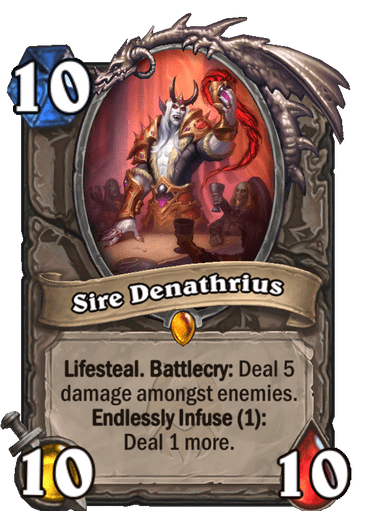 10
Sire Denathrius
Lifesteal. Battlecry: Deal 5
damage amongst enemies.
Endlessly Infuse (1):
Deal 1 more.
10
10